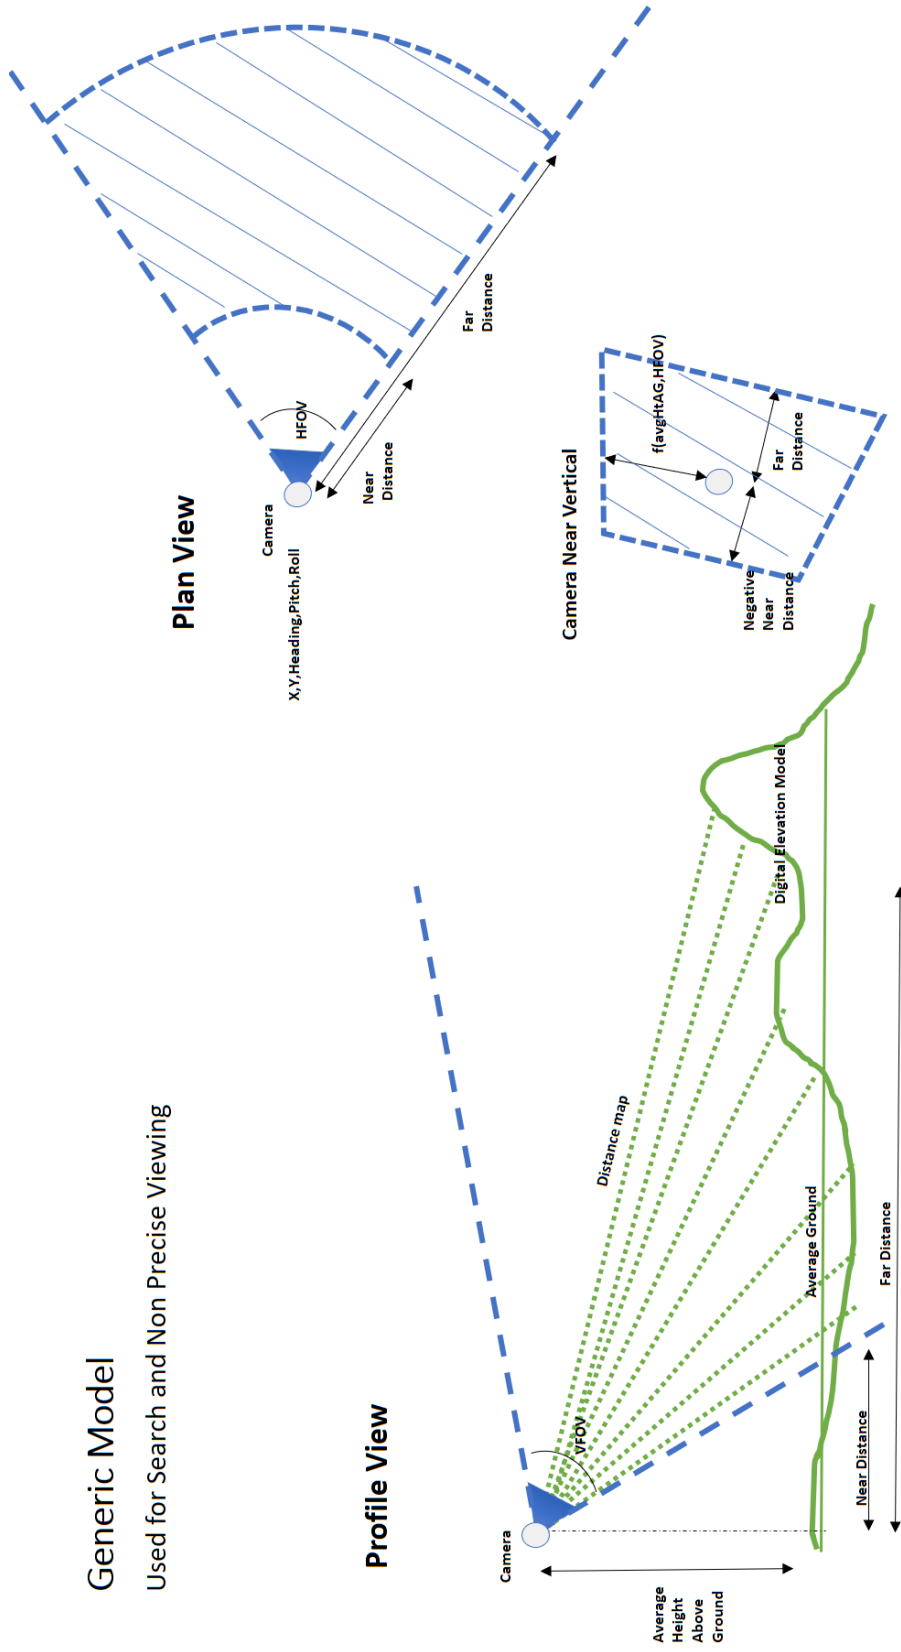 Generic Model
Used for Search and Non Precise Viewing
Profile View
Camera
VFOV
Distance map
Average
Height
Above
Ground
Average Ground
Digital Elevation Model
Near Distance
Far Distance
Plan View
Camera
X,Y,Heading,Pitch,Roll
HFOV
Near
Distance
Far
Distance
Camera Near Vertical
f(avgHtAG,HFOV)
Negative
Near
Distance
Far
Distance